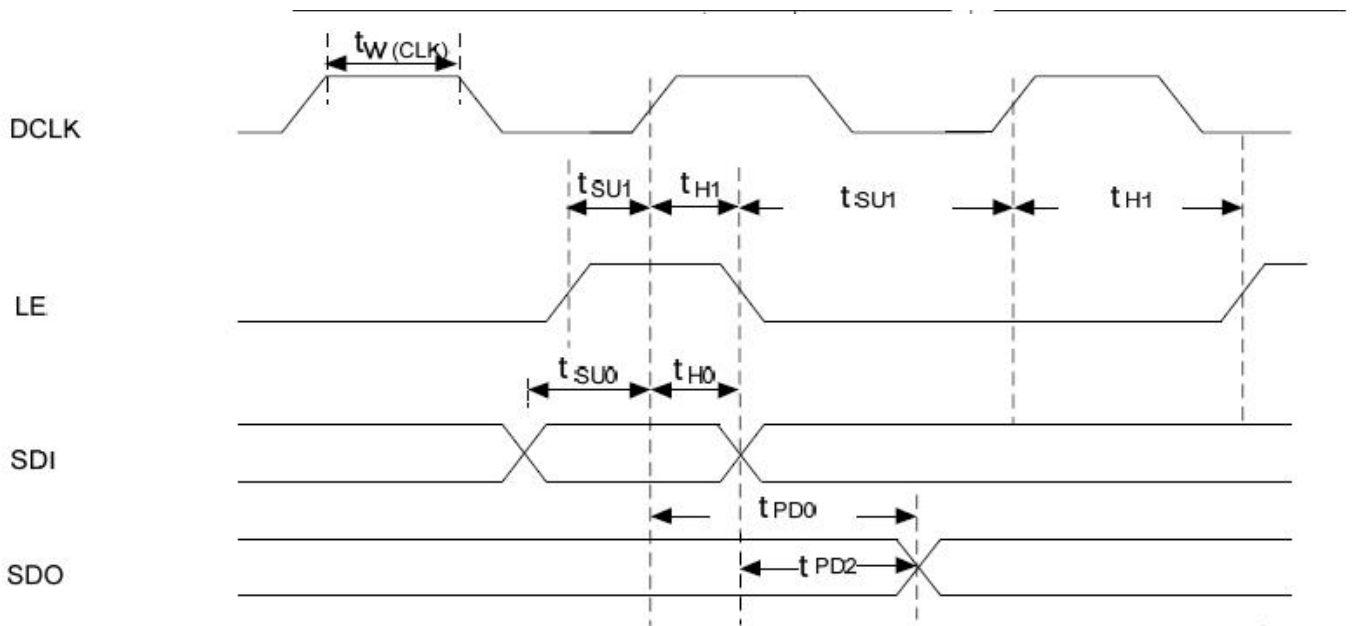 tW (CLK)
DCLK
tSU1 tH1 tSU1 tH1
LE
tSU0 tH0
SDI
tPD0
SDO
tPD2